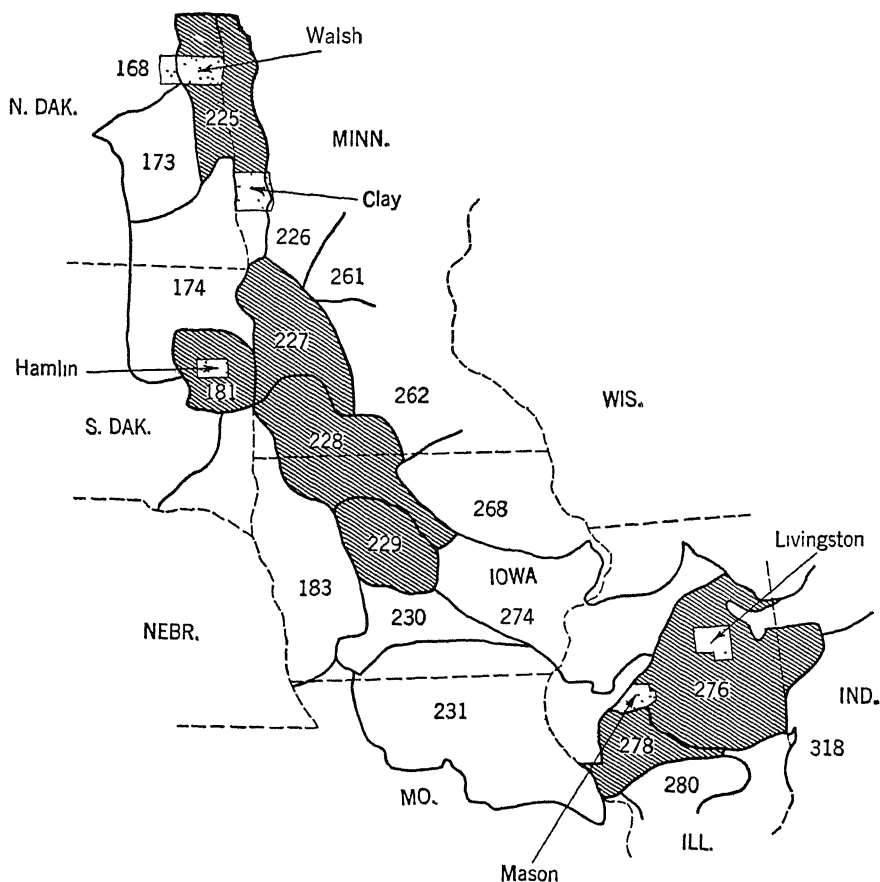 Walsh
168
N. DAK.
225
MINN.
173
Clay
226
261
174
227
Hamlin
181
262
WIS.
S. DAK.
228
268
Livingston
229
IOWA
183
274
230
NEBR.
276
IND.
231
278
318
280
MO.
ILL.
Mason